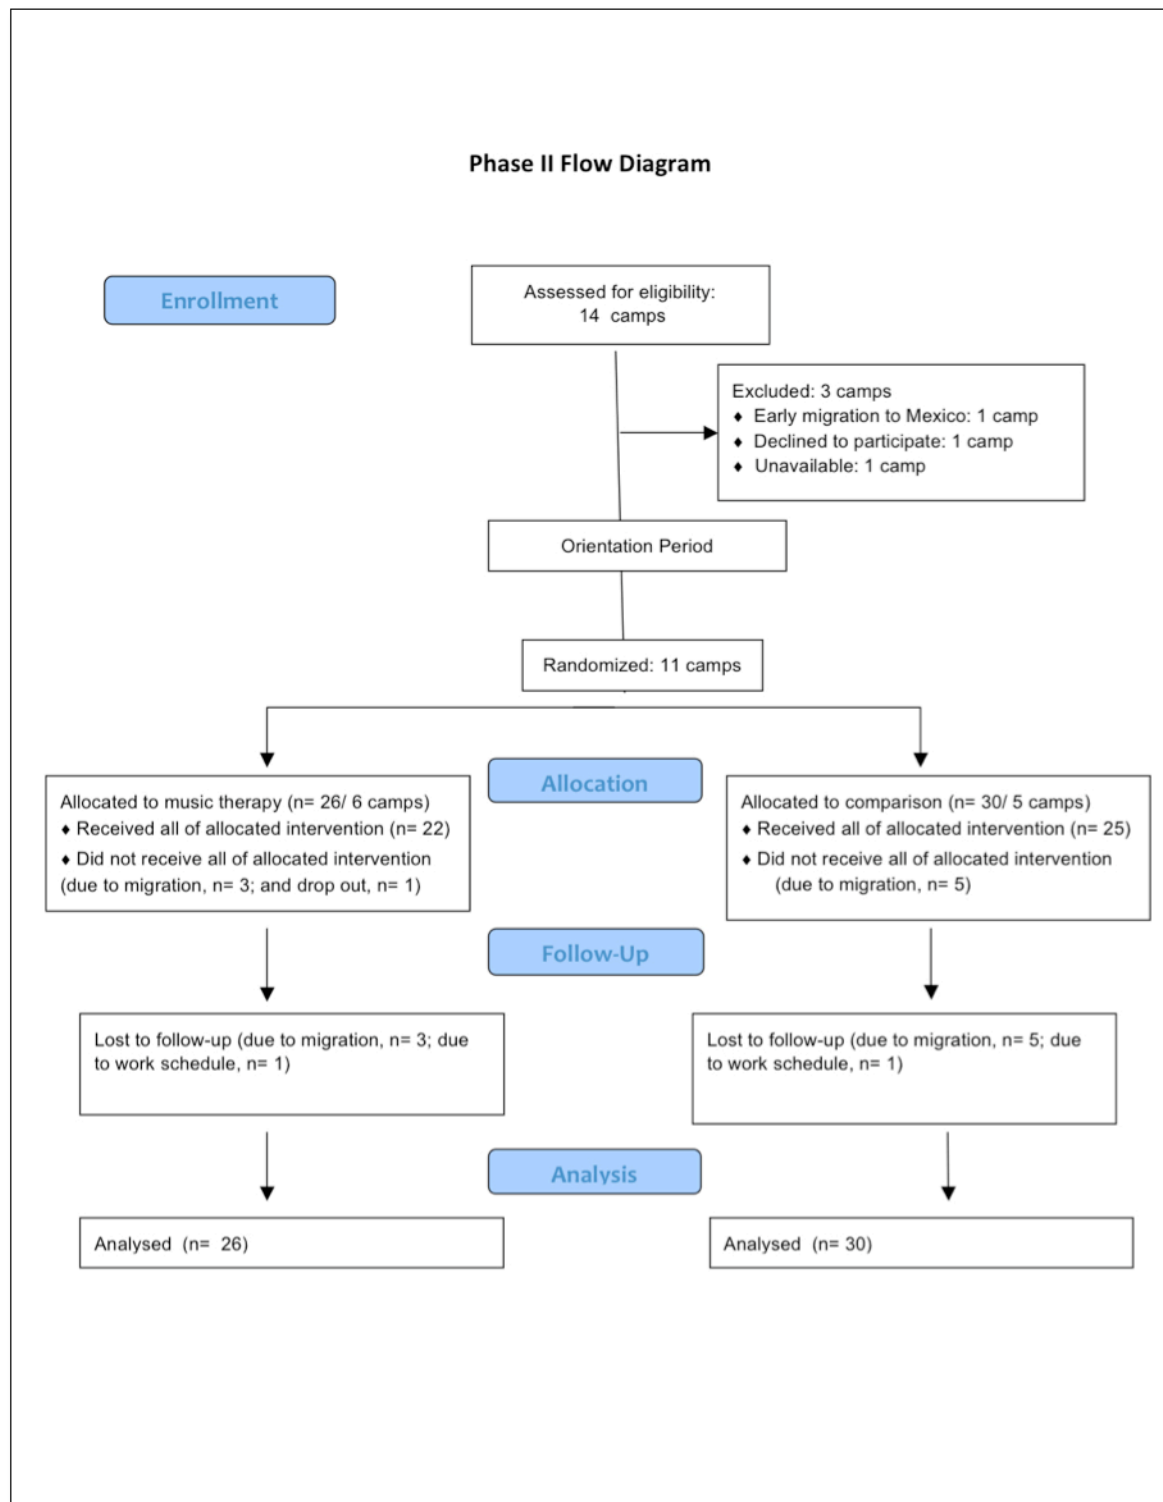 Phase II Flow Diagram
Enrollment
Assessed for eligibility:
14 camps
Excluded: 3 camps
♦ Early migration to Mexico: 1 camp
♦ Declined to participate: 1 camp
♦ Unavailable: 1 camp
Orientation Period
Randomized: 11 camps
Allocation
Allocated to music therapy (n= 26/ 6 camps)
♦ Received all of allocated intervention (n= 22)
♦ Did not receive all of allocated intervention
(due to migration, n= 3; and drop out, n= 1)
Allocated to comparison (n= 30/ 5 camps)
♦ Received all of allocated intervention (n= 25)
♦ Did not receive all of allocated intervention
(due to migration, n= 5)
Follow-Up
Lost to follow-up (due to migration, n= 3; due
to work schedule, n= 1)
Lost to follow-up (due to migration, n= 5; due
to work schedule, n= 1)
Analysis
Analysed (n= 26)
Analysed (n= 30)